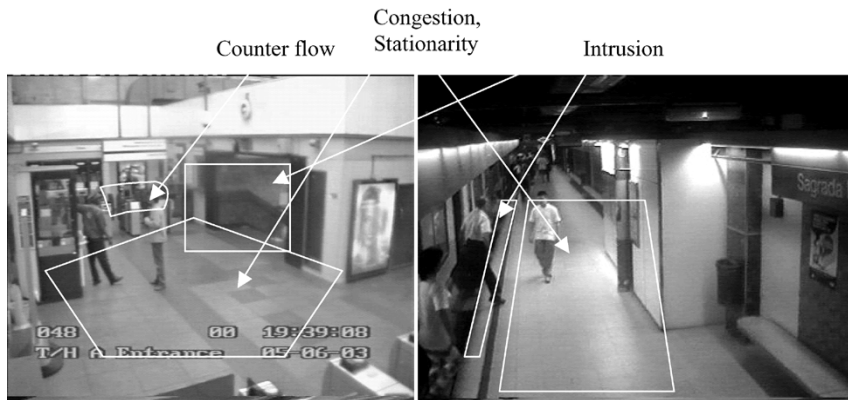 Congestion,
Counter flow Stationarity Intrusion
Sagrada
048 00 19:39:08
T/H A Entrance 05-06-03